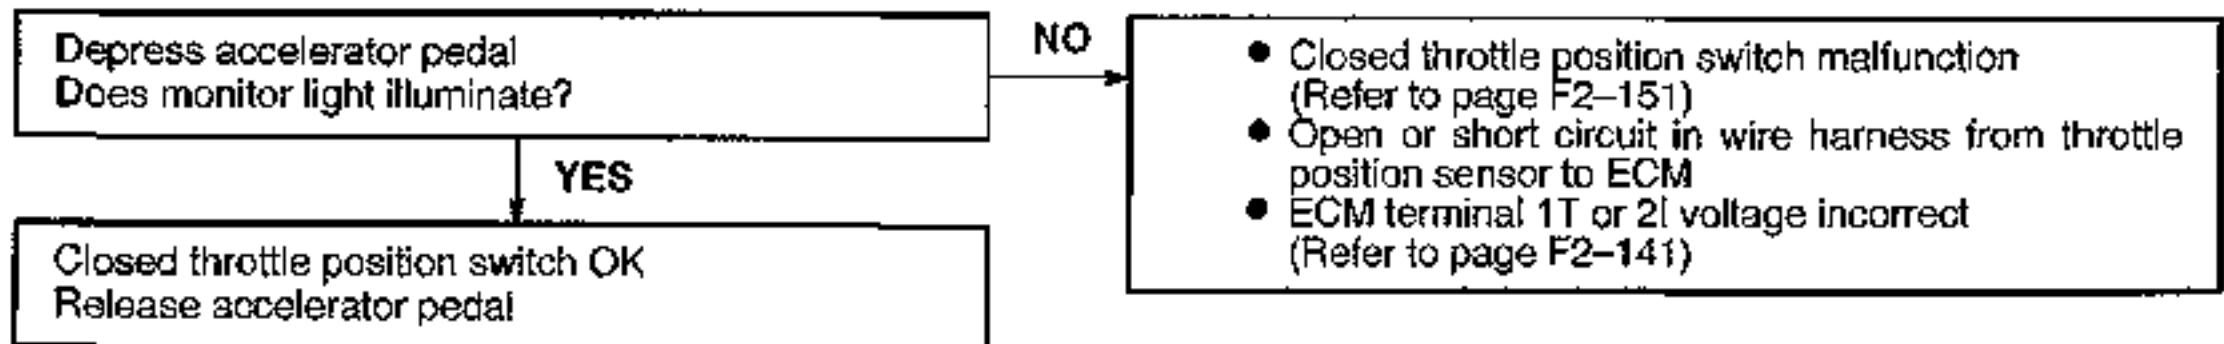 Depress accelerator pedal
Does monitor light illuminate?
NO
● Closed throttle position switch malfunction
(Refer to page F2–151)
● Open or short circuit in wire harness from throttle
position sensor to ECM
● ECM terminal 1T or 2I voltage incorrect
(Refer to page F2–141)
YES
Closed throttle position switch OK
Release accelerator pedal